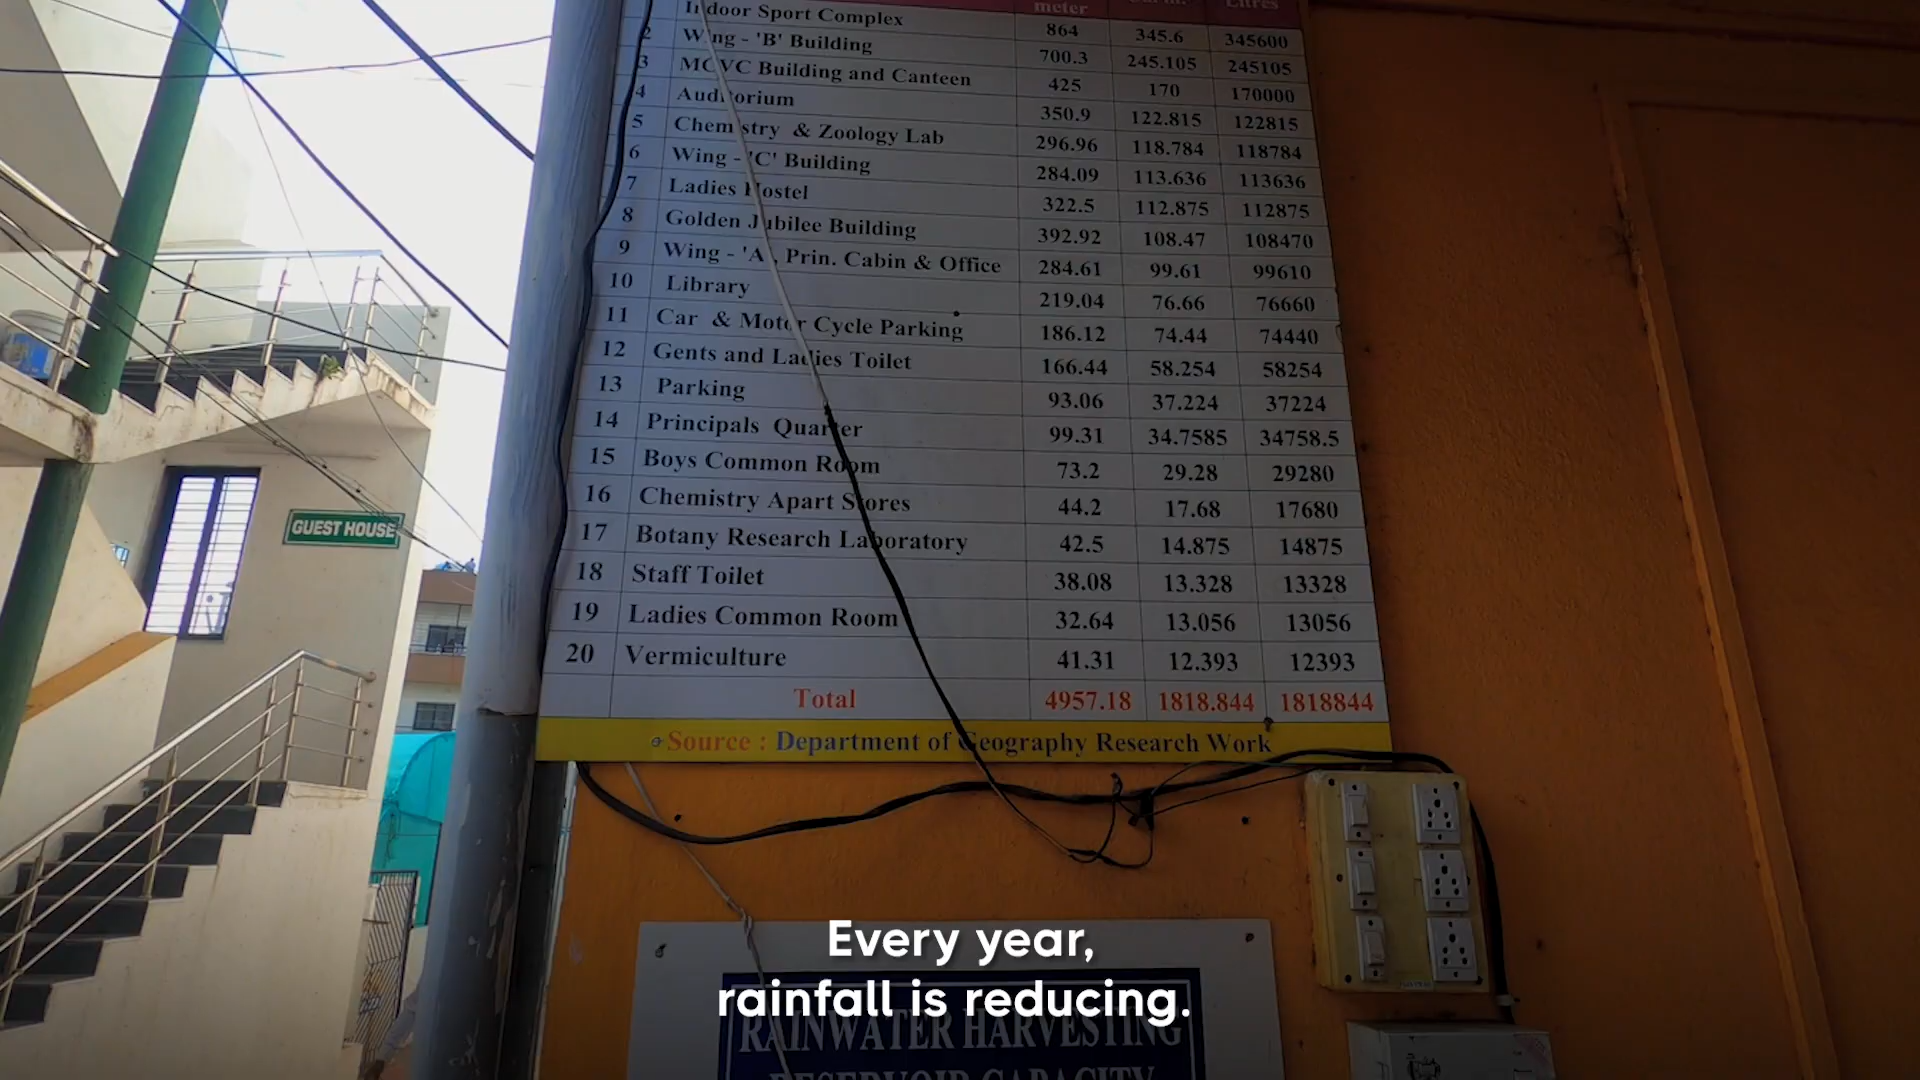 meter Litres
Indoor Sport Complex 864 345.6 345600
2 Wing - 'B' Building 700.3 245.105 245105
3 MCVC Building and Canteen 425 170 170000
4 Auditorium 350.9 122.815 122815
5 Chemistry & Zoology Lab 296.96 118.784 118784
6 Wing - 'C' Building 284.09 113.636 113636
7 Ladies Hostel 322.5 112.875 112875
8 Golden Jubilee Building 392.92 108.47 108470
9 Wing - 'A', Prin. Cabin & Office 284.61 99.61 99610
10 Library 219.04 76.66 76660
11 Car & Motor Cycle Parking 186.12 74.44 74440
12 Gents and Ladies Toilet 166.44 58.254 58254
13 Parking 93.06 37.224 37224
14 Principals Quarter 99.31 34.7585 34758.5
15 Boys Common Room 73.2 29.28 29280
16 Chemistry Apart Stores 44.2 17.68 17680
17 Botany Research Laboratory 42.5 14.875 14875
18 Staff Toilet 38.08 13.328 13328
19 Ladies Common Room 32.64 13.056 13056
20 Vermiculture 41.31 12.393 12393
Total 4957.18 1818.844 1818844
Source : Department of Geography Research Work
GUEST HOUSE
Every year,
rainfall is reducing.
RAINWATER HARVESTING
RESERVOIR CAPACITY